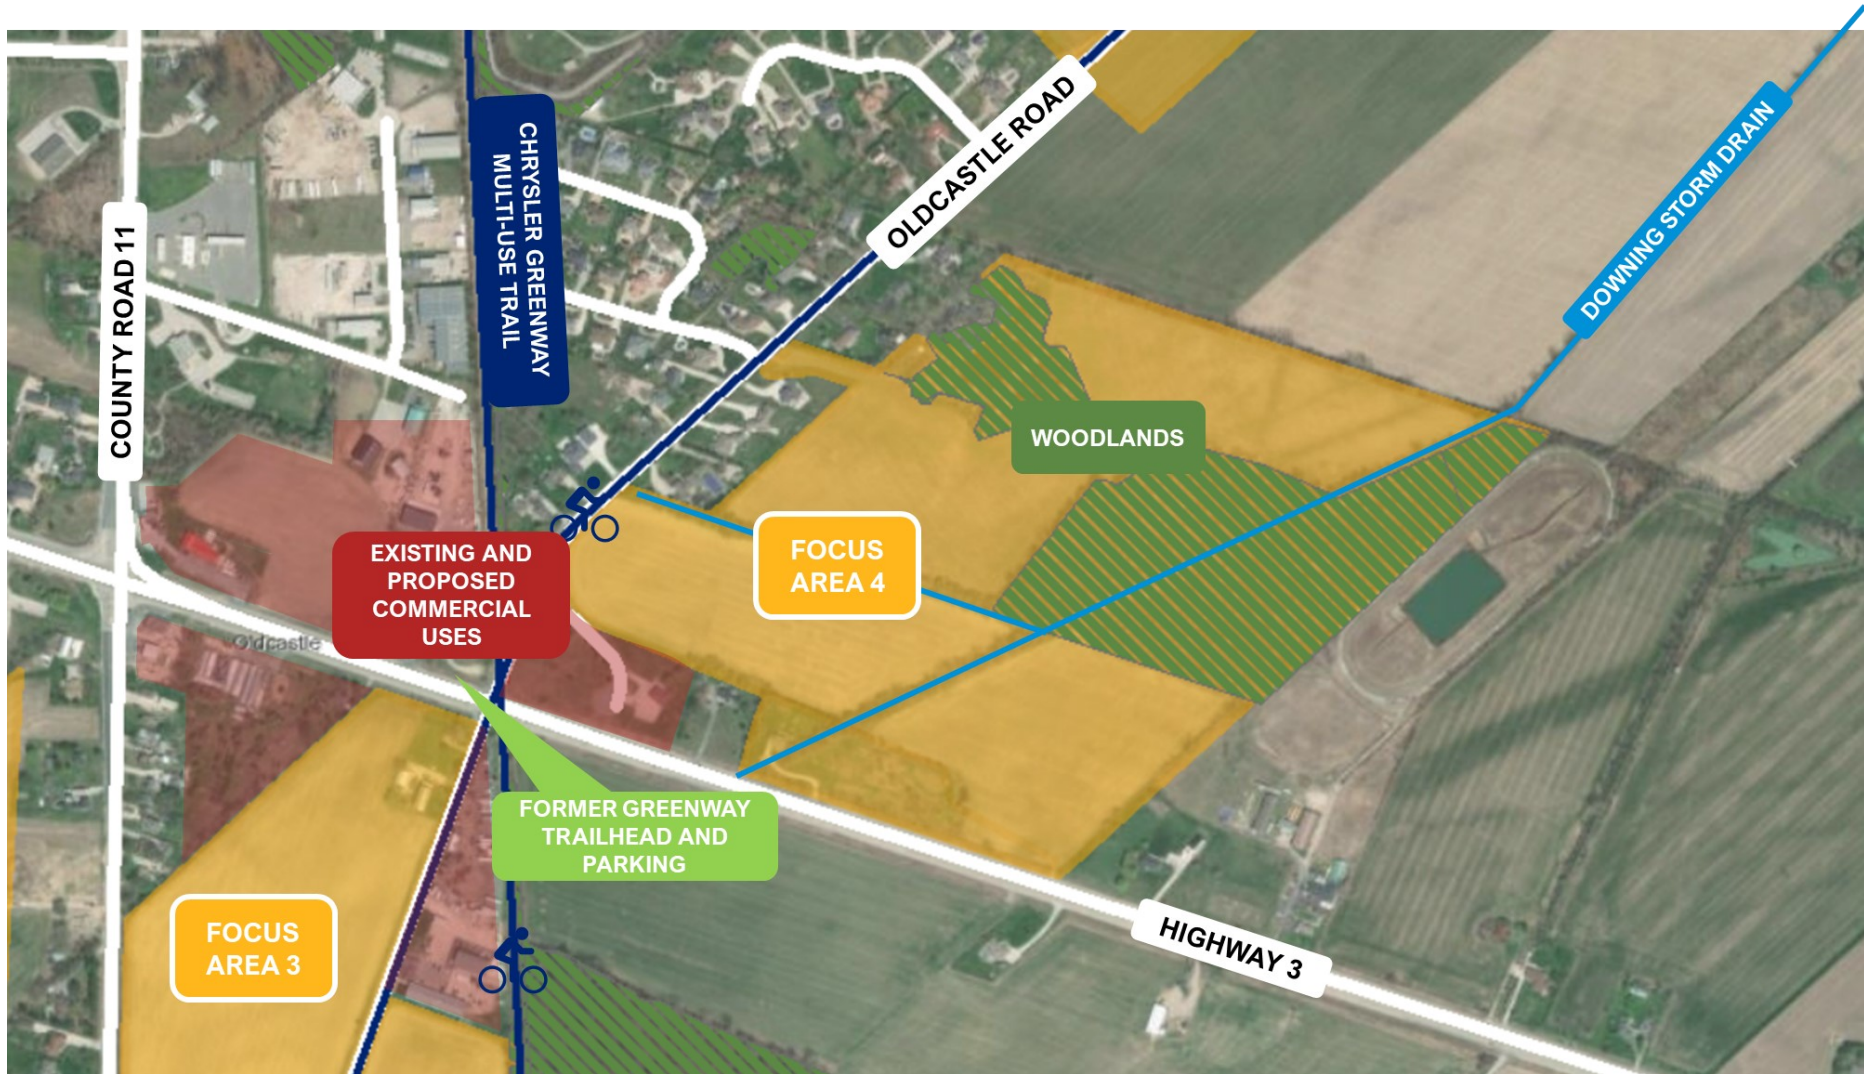 CHRYSLER GREENWAY
MULTI-USE TRAIL
OLDCASTLE ROAD
DOWNING STORM DRAIN
COUNTY ROAD 11
WOODLANDS
EXISTING AND
PROPOSED
COMMERCIAL
USES
FOCUS
AREA 4
Oldcastle
FORMER GREENWAY
TRAILHEAD AND
PARKING
FOCUS
AREA 3
HIGHWAY 3